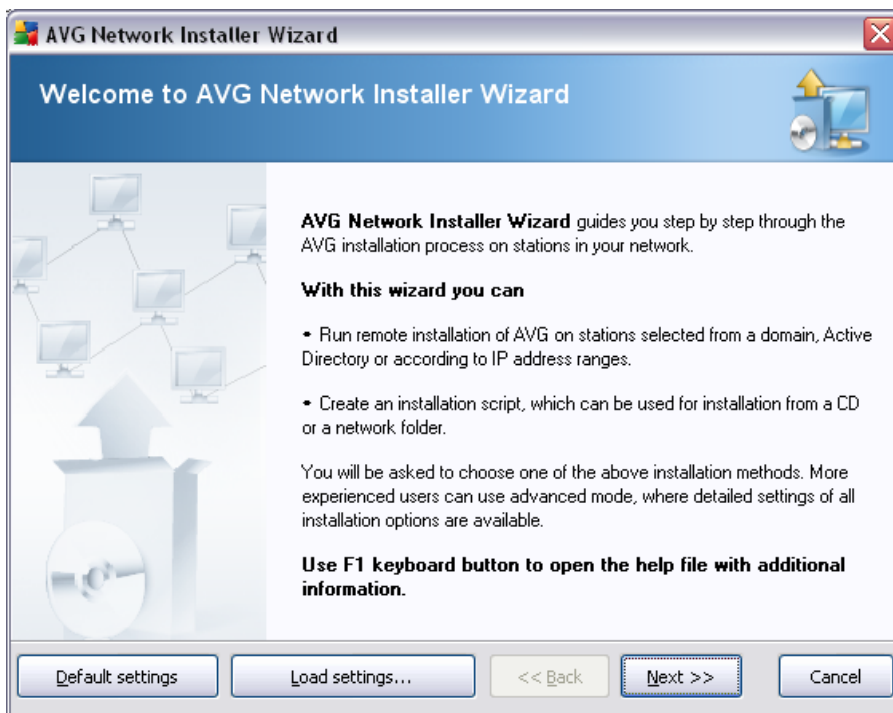 AVG Network Installer Wizard
Welcome to AVG Network Installer Wizard
AVG Network Installer Wizard guides you step by step through the
AVG installation process on stations in your network.
With this wizard you can
• Run remote installation of AVG on stations selected from a domain, Active
Directory or according to IP address ranges.
• Create an installation script, which can be used for installation from a CD
or a network folder.
You will be asked to choose one of the above installation methods. More
experienced users can use advanced mode, where detailed settings of all
installation options are available.
Use F1 keyboard button to open the help file with additional
information.
Default settings
Load settings...
<< Back
Next >>
Cancel